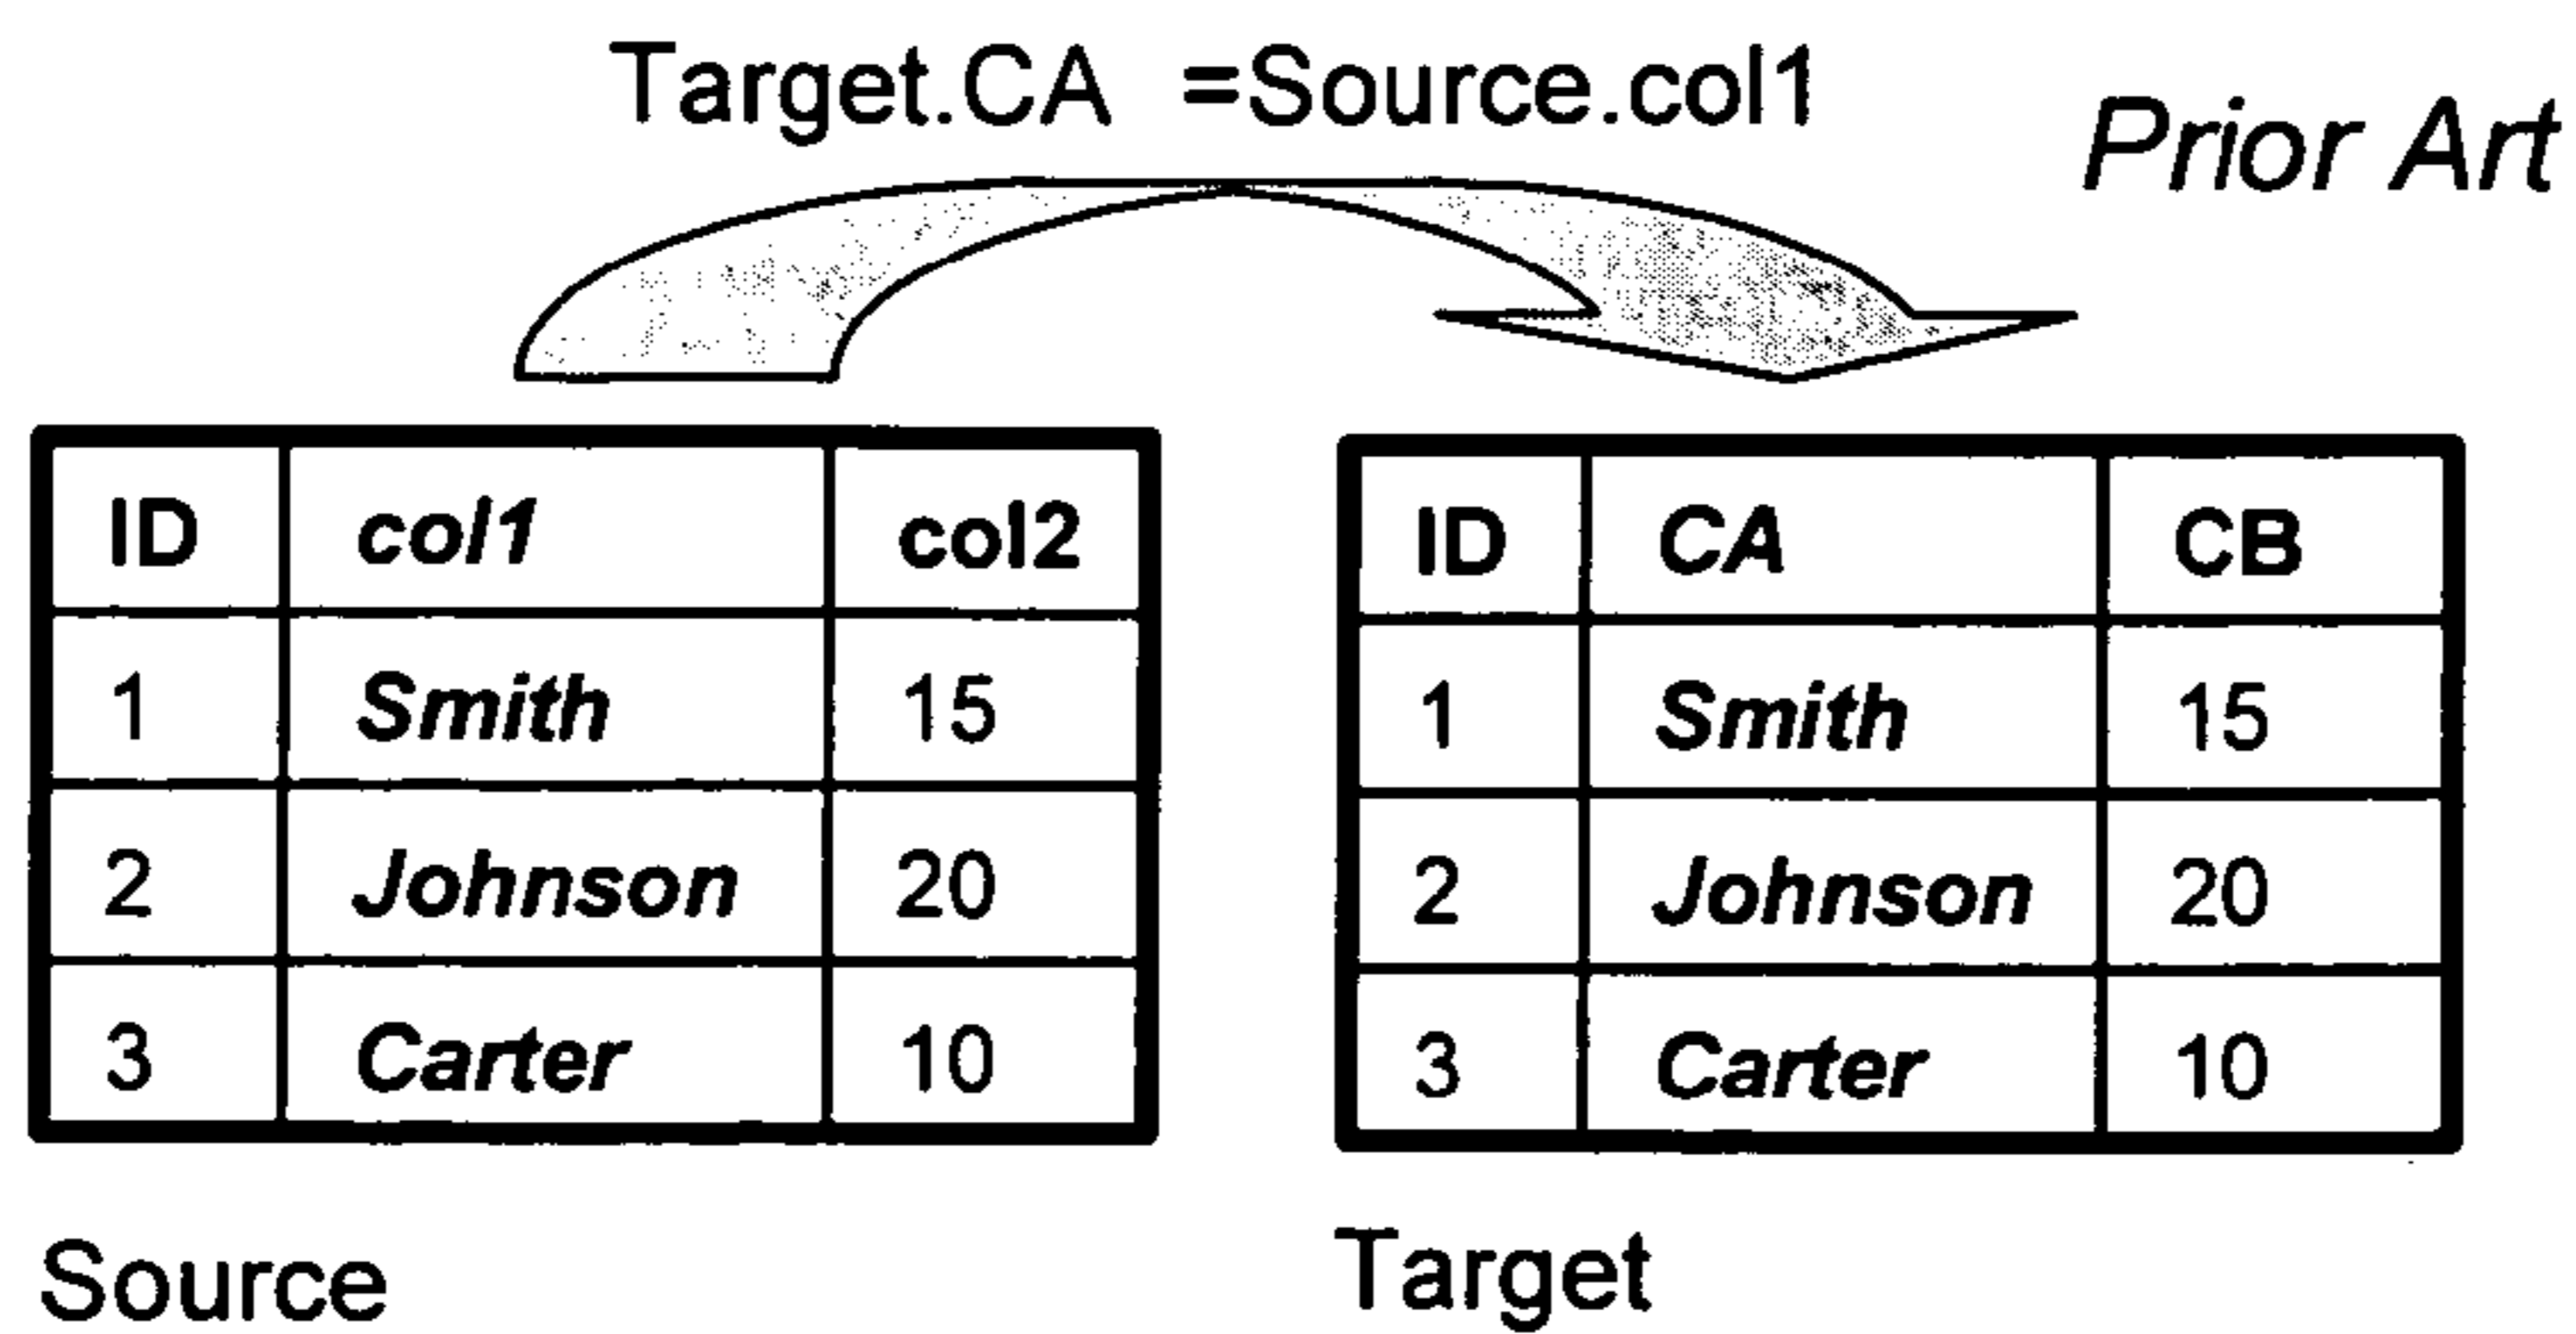 Target.CA =Source.col1
Prior Art
ID col1 col2
1 Smith 15
2 Johnson 20
3 Carter 10
Source
ID CA CB
1 Smith 15
2 Johnson 20
3 Carter 10
Target